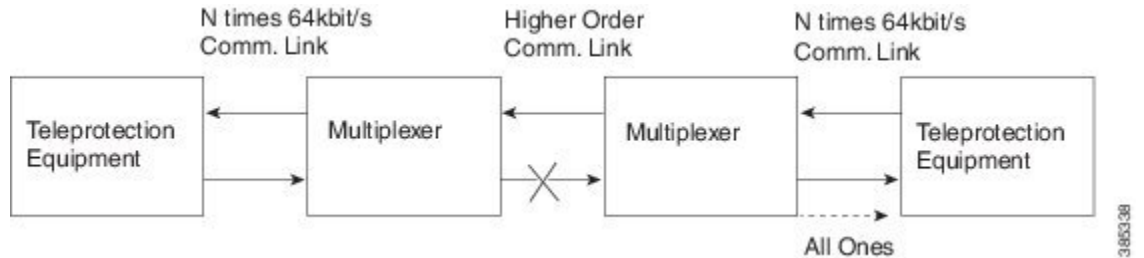 N times 64kbit/s
Comm. Link
Higher Order
Comm. Link
N times 64kbit/s
Comm. Link
Teleprotection
Equipment
Multiplexer
Multiplexer
Teleprotection
Equipment
All Ones
385338